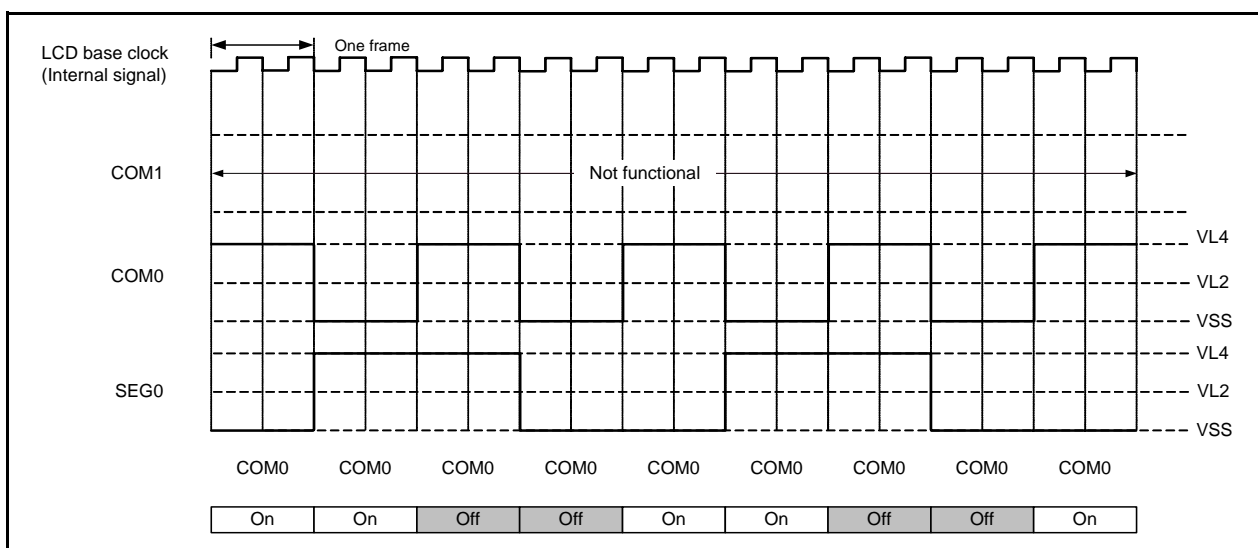 LCD base clock
(Internal signal)
One frame
COM1
Not functional
VL4
COM0
VL2
VSS
VL4
SEG0
VL2
VSS
COM0 COM0 COM0 COM0 COM0 COM0 COM0 COM0 COM0
On On Off Off On On Off Off On